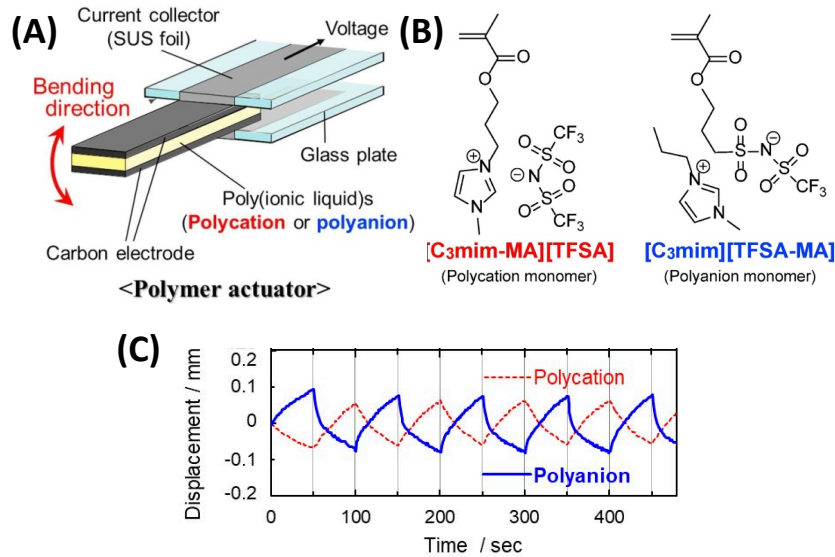 (A)
Current collector
(SUS foil)
Voltage
Bending
direction
Glass plate
Poly(ionic liquid)s
(Polycation or polyanion)
Carbon electrode
<Polymer actuator>
(B)
O
O
N
⊕
N
O
S
O
CF3
⊖
N
O
S
O
CF3
[C3mim-MA][TFSA]
(Polycation monomer)
O
O
O
O
S
N
⊖
O
S
O
CF3
N
⊕
N
[C3mim][TFSA-MA]
(Polyanion monomer)
(C)
Displacement / mm
0.2
0.1
0
-0.1
-0.2
Polycation
Polyanion
0
100
200
300
400
Time / sec